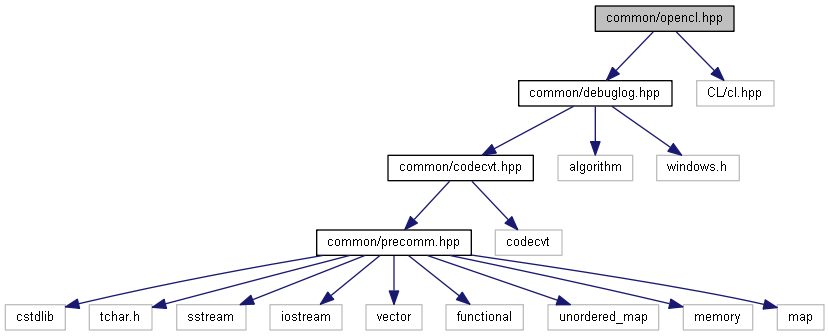 common/opencl.hpp
common/debuglog.hpp
CL/cl.hpp
common/codecvt.hpp
algorithm
windows.h
common/precomm.hpp
codecvt
cstdlib
tchar.h
sstream
iostream
vector
functional
unordered_map
memory
map